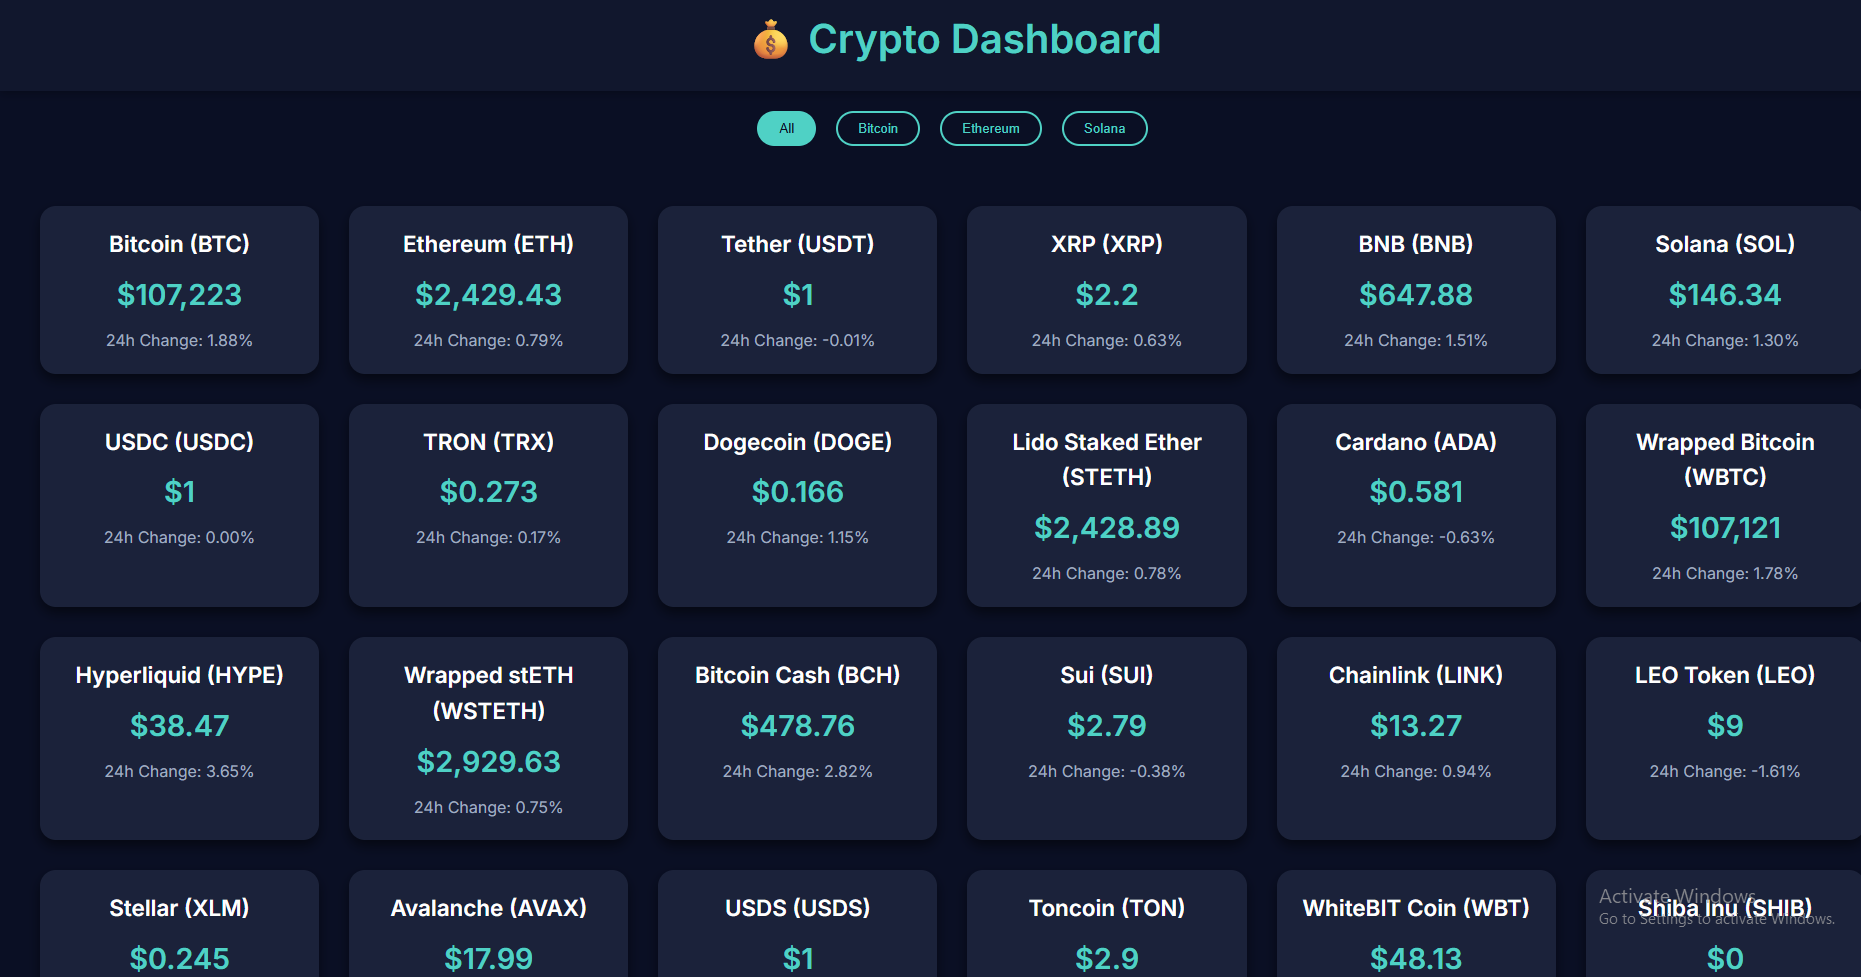 Crypto Dashboard
All
Bitcoin
Ethereum
Solana
Bitcoin (BTC)
$107,223
24h Change: 1.88%
Ethereum (ETH)
$2,429.43
24h Change: 0.79%
Tether (USDT)
$1
24h Change: -0.01%
XRP (XRP)
$2.2
24h Change: 0.63%
BNB (BNB)
$647.88
24h Change: 1.51%
Solana (SOL)
$146.34
24h Change: 1.30%
USDC (USDC)
$1
24h Change: 0.00%
TRON (TRX)
$0.273
24h Change: 0.17%
Dogecoin (DOGE)
$0.166
24h Change: 1.15%
Lido Staked Ether
(STETH)
$2,428.89
24h Change: 0.78%
Cardano (ADA)
$0.581
24h Change: -0.63%
Wrapped Bitcoin
(WBTC)
$107,121
24h Change: 1.78%
Hyperliquid (HYPE)
$38.47
24h Change: 3.65%
Wrapped stETH
(WSTETH)
$2,929.63
24h Change: 0.75%
Bitcoin Cash (BCH)
$478.76
24h Change: 2.82%
Sui (SUI)
$2.79
24h Change: -0.38%
Chainlink (LINK)
$13.27
24h Change: 0.94%
LEO Token (LEO)
$9
24h Change: -1.61%
Stellar (XLM)
$0.245
Avalanche (AVAX)
$17.99
USDS (USDS)
$1
Toncoin (TON)
$2.9
WhiteBIT Coin (WBT)
$48.13
Shiba Inu (SHIB)
$0
Activate Windows
Go to Settings to activate Windows.